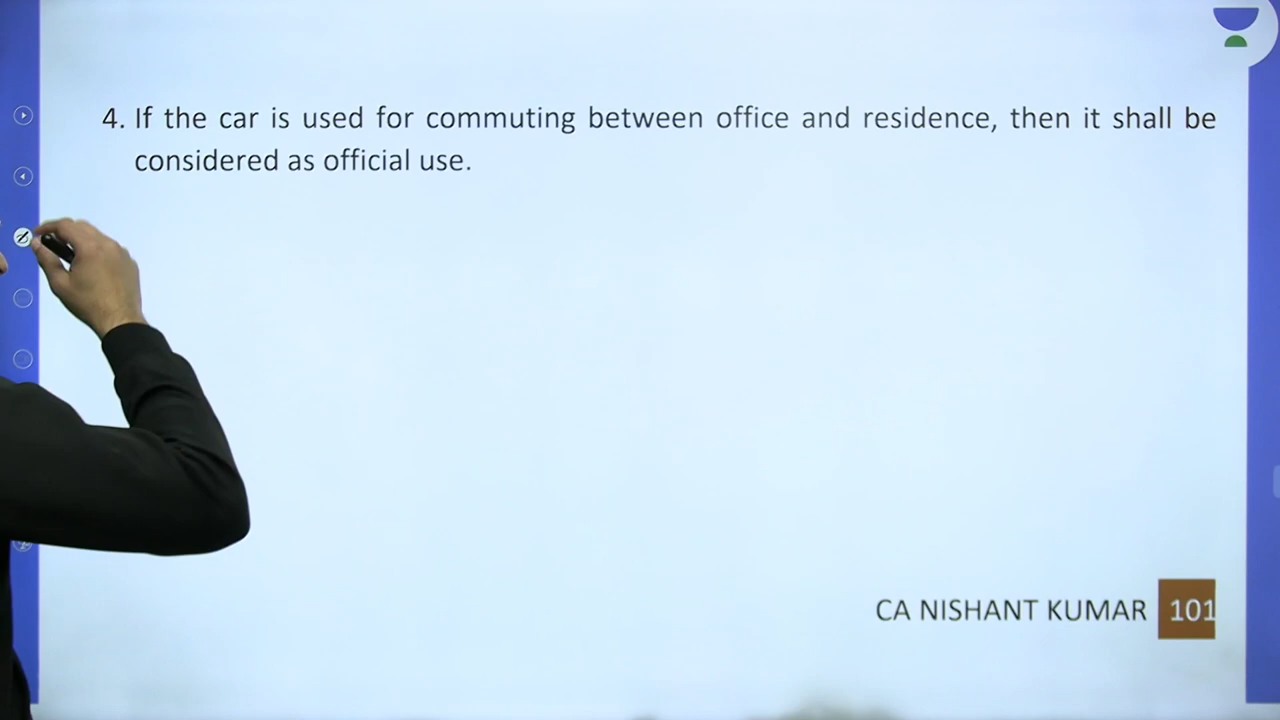 4. If the car is used for commuting between office and residence, then it shall be
considered as official use.
CA NISHANT KUMAR 101